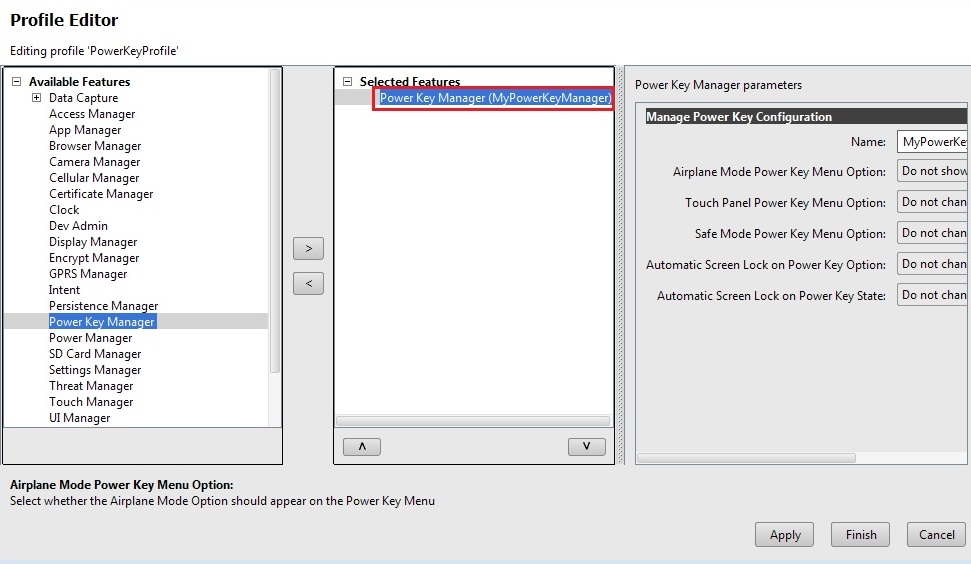 Profile Editor
Editing profile 'PowerKeyProfile'
Available Features
Data Capture
Access Manager
App Manager
Browser Manager
Camera Manager
Cellular Manager
Certificate Manager
Clock
Dev Admin
Display Manager
Encrypt Manager
GPRS Manager
Intent
Persistence Manager
Power Key Manager
Power Manager
SD Card Manager
Settings Manager
Threat Manager
Touch Manager
UI Manager
>
<
Selected Features
Power Key Manager (MyPowerKeyManager)
Power Key Manager parameters
Manage Power Key Configuration
Name: MyPowerKey
Airplane Mode Power Key Menu Option: Do not show
Touch Panel Power Key Menu Option: Do not chan
Safe Mode Power Key Menu Option: Do not chan
Automatic Screen Lock on Power Key Option: Do not chan
Automatic Screen Lock on Power Key State: Do not chan
Airplane Mode Power Key Menu Option:
Select whether the Airplane Mode Option should appear on the Power Key Menu
Apply Finish Cancel